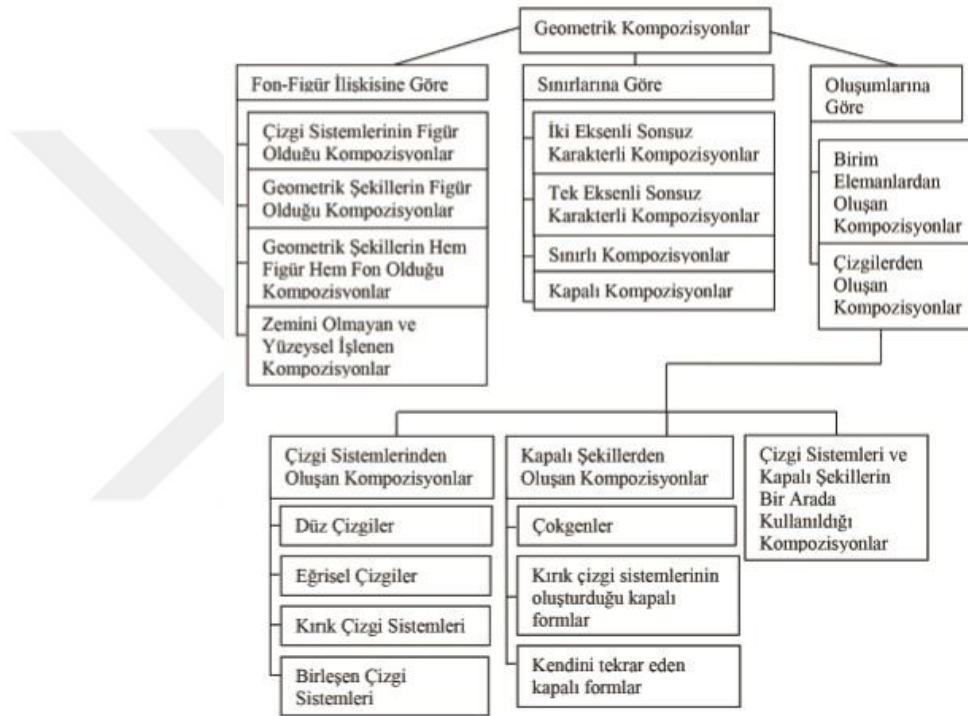 Geometrik Kompozisyonlar
Fon-Figür İlişkisine Göre
Çizgi Sistemlerinin Figür
Olduğu Kompozisyonlar
Geometrik Şekillerin Figür
Olduğu Kompozisyonlar
Geometrik Şekillerin Hem
Figür Hem Fon Olduğu
Kompozisyonlar
Zemini Olmayan ve
Yüzeysel İşlenen
Kompozisyonlar
Sınırlarına Göre
İki Eksenli Sonsuz
Karakterli Kompozisyonlar
Tek Eksenli Sonsuz
Karakterli Kompozisyonlar
Sınırlı Kompozisyonlar
Kapalı Kompozisyonlar
Oluşumlarına
Göre
Birim
Elemanlardan
Oluşan
Kompozisyonlar
Çizgilerden
Oluşan
Kompozisyonlar
Çizgi Sistemlerinden
Oluşan Kompozisyonlar
Düz Çizgiler
Eğrisel Çizgiler
Kırık Çizgi Sistemleri
Birleşen Çizgi
Sistemleri
Kapalı Şekillerden
Oluşan Kompozisyonlar
Çokgenler
Kırık çizgi sistemlerinin
oluşturduğu kapalı
formlar
Kendini tekrar eden
kapalı formlar
Çizgi Sistemleri ve
Kapalı Şekillerin
Bir Arada
Kullanıldığı
Kompozisyonlar